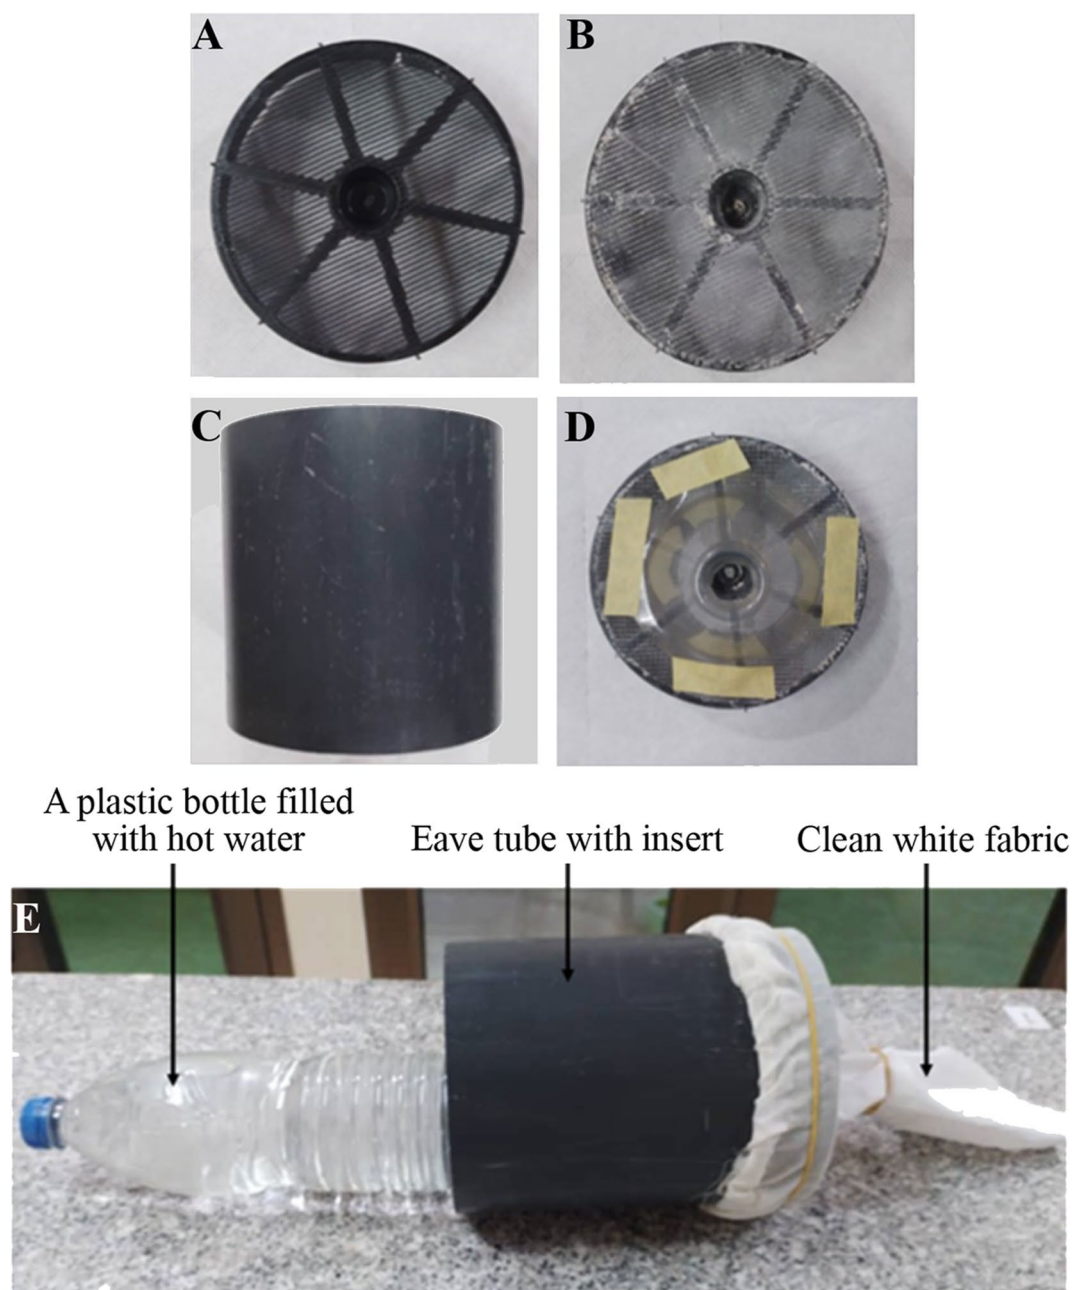 A
B
C
D
A plastic bottle filled
with hot water
Eave tube with insert
Clean white fabric
E